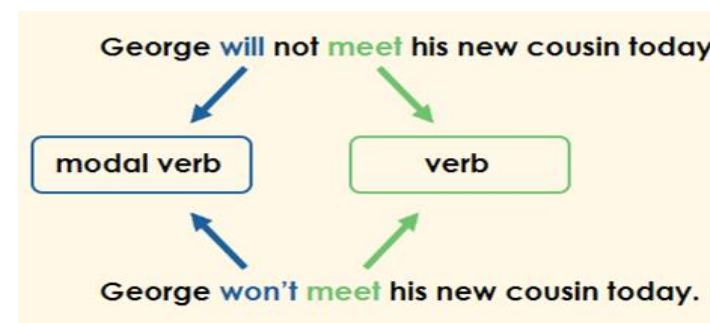 George will not meet his new cousin today
modal verb
verb
George won't meet his new cousin today.